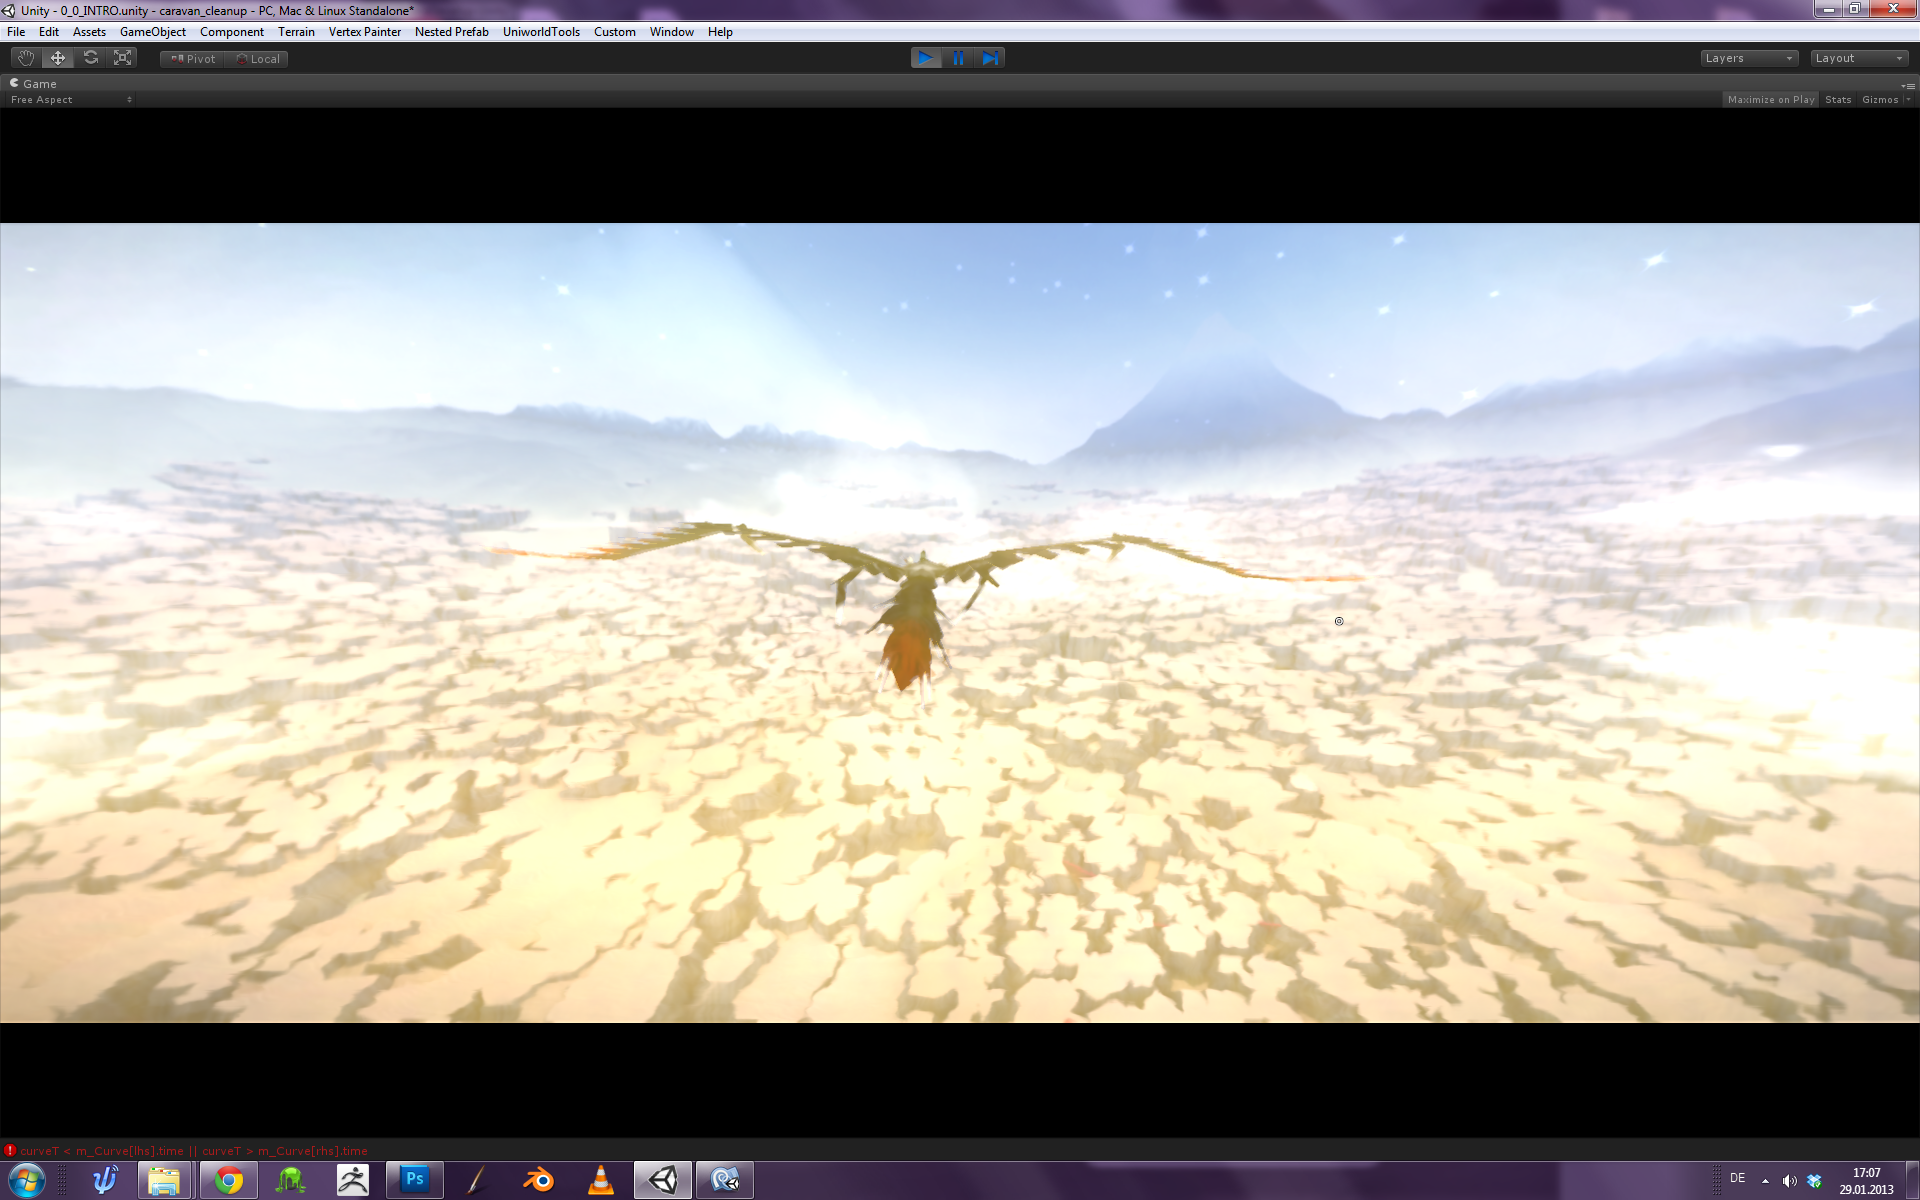 Unity - 0_0_INTRO.unity - caravan_cleanup - PC, Mac & Linux Standalone*
File Edit Assets GameObject Component Terrain Vertex Painter Nested Prefab UniworldTools Custom Window Help
Pivot Local Layers Layout
Game
Free Aspect Maximize on Play Stats Gizmos
curveT < m_Curve[lhs].time || curveT > m_Curve[rhs].time
Ps
DE
17:07
29.01.2013